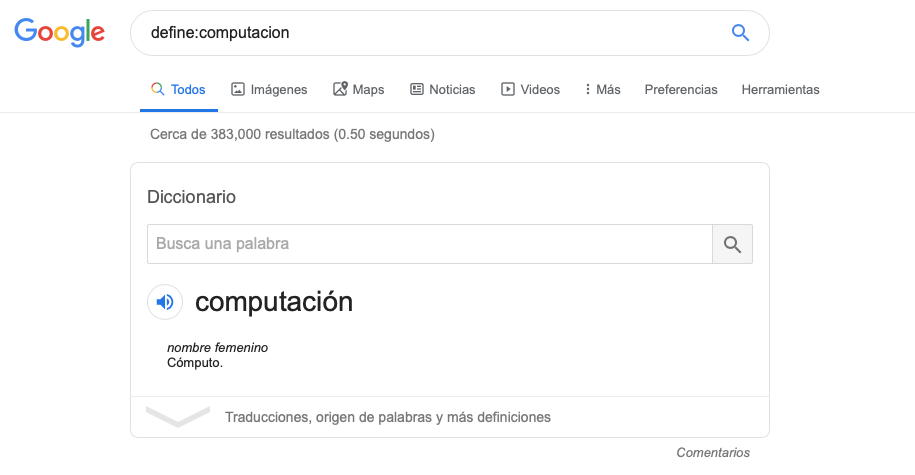 Google define:computacion
Todos Imágenes Maps Noticias Videos Más Preferencias Herramientas
Cerca de 383,000 resultados (0.50 segundos)
Diccionario
Busca una palabra
computación
nombre femenino
Cómputo.
Traducciones, origen de palabras y más definiciones
Comentarios